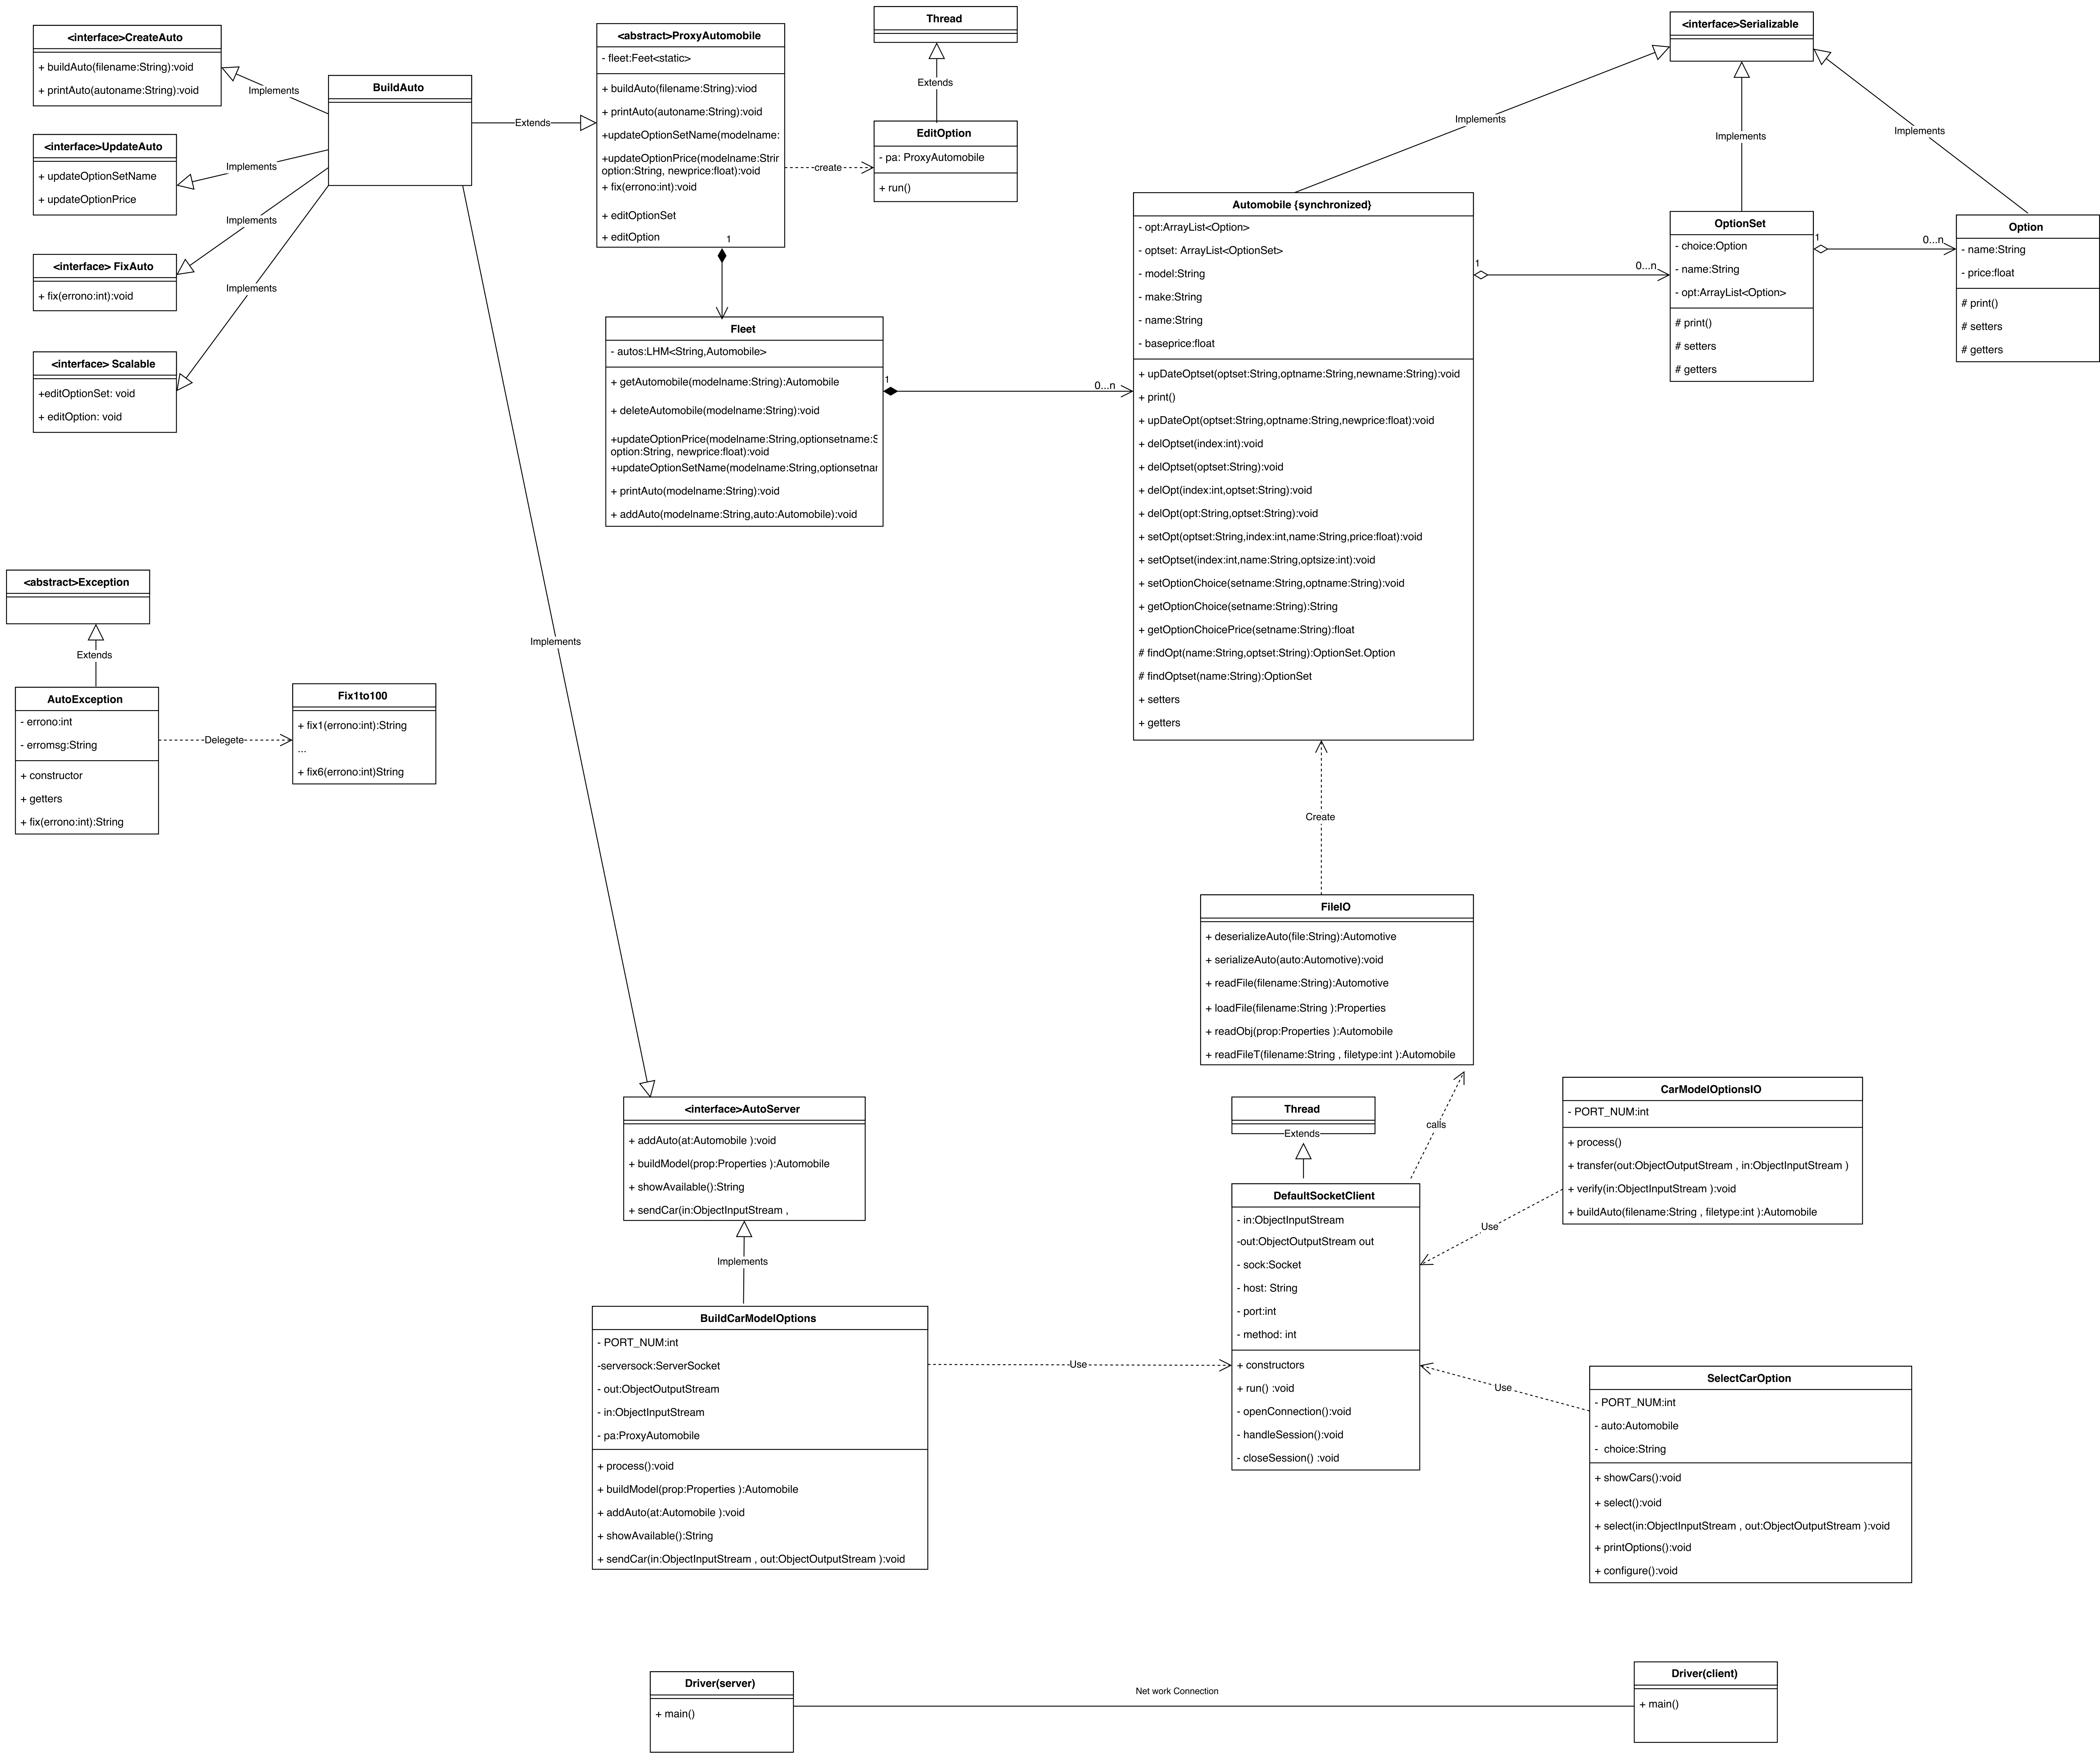 <interface>CreateAuto
+ buildAuto(filename:String):void
+ printAuto(autoname:String):void
Implements
BuildAuto
Extends
<abstract>ProxyAutomobile
- fleet:Feet<static>
+ buildAuto(filename:String):viod
+ printAuto(autoname:String):void
+updateOptionSetName(modelname:
+updateOptionPrice(modelname:Strir
option:String, newprice:float):void
+ fix(errono:int):void
+ editOptionSet
+ editOption
1
Thread
Extends
EditOption
- pa: ProxyAutomobile
+ run()
create
<interface>Serializable
Implements
Implements
Implements
<interface>UpdateAuto
+ updateOptionSetName
+ updateOptionPrice
Implements
<interface> FixAuto
+ fix(errono:int):void
Implements
<interface> Scalable
+editOptionSet: void
+ editOption: void
Implements
Fleet
- autos:LHM<String,Automobile>
+ getAutomobile(modelname:String):Automobile
+ deleteAutomobile(modelname:String):void
+updateOptionPrice(modelname:String,optionsetname:S
option:String, newprice:float):void
+updateOptionSetName(modelname:String,optionsetnar
+ printAuto(modelname:String):void
+ addAuto(modelname:String,auto:Automobile):void
1
0...n
Automobile {synchronized}
- opt:ArrayList<Option>
- optset: ArrayList<OptionSet>
- model:String
- make:String
- name:String
- baseprice:float
+ upDateOptset(optset:String,optname:String,newname:String):void
+ print()
+ upDateOpt(optset:String,optname:String,newprice:float):void
+ delOptset(index:int):void
+ delOptset(optset:String):void
+ delOpt(index:int,optset:String):void
+ delOpt(opt:String,optset:String):void
+ setOpt(optset:String,index:int,name:String,price:float):void
+ setOptset(index:int,name:String,optsize:int):void
+ setOptionChoice(setname:String,optname:String):void
+ getOptionChoice(setname:String):String
+ getOptionChoicePrice(setname:String):float
# findOpt(name:String,optset:String):OptionSet.Option
# findOptset(name:String):OptionSet
+ setters
+ getters
1
0...n
OptionSet
- choice:Option
- name:String
- opt:ArrayList<Option>
# print()
# setters
# getters
1
0...n
Option
- name:String
- price:float
# print()
# setters
# getters
<abstract>Exception
Extends
AutoException
- errono:int
- erromsg:String
+ constructor
+ getters
+ fix(errono:int):String
Delegete
Fix1to100
+ fix1(errono:int):String
...
+ fix6(errono:int)String
Implements
Create
FileIO
+ deserializeAuto(file:String):Automotive
+ serializeAuto(auto:Automotive):void
+ readFile(filename:String):Automotive
+ loadFile(filename:String ):Properties
+ readObj(prop:Properties ):Automobile
+ readFileT(filename:String , filetype:int ):Automobile
<interface>AutoServer
+ addAuto(at:Automobile ):void
+ buildModel(prop:Properties ):Automobile
+ showAvailable():String
+ sendCar(in:ObjectInputStream ,
Implements
Thread
Extends
calls
CarModelOptionsIO
- PORT_NUM:int
+ process()
+ transfer(out:ObjectOutputStream , in:ObjectInputStream )
+ verify(in:ObjectInputStream ):void
+ buildAuto(filename:String , filetype:int ):Automobile
Use
DefaultSocketClient
- in:ObjectInputStream
-out:ObjectOutputStream out
- sock:Socket
- host: String
- port:int
- method: int
+ constructors
+ run() :void
- openConnection():void
- handleSession():void
- closeSession() :void
BuildCarModelOptions
- PORT_NUM:int
-serversock:ServerSocket
- out:ObjectOutputStream
- in:ObjectInputStream
- pa:ProxyAutomobile
+ process():void
+ buildModel(prop:Properties ):Automobile
+ addAuto(at:Automobile ):void
+ showAvailable():String
+ sendCar(in:ObjectInputStream , out:ObjectOutputStream ):void
Use
Use
SelectCarOption
- PORT_NUM:int
- auto:Automobile
- choice:String
+ showCars():void
+ select():void
+ select(in:ObjectInputStream , out:ObjectOutputStream ):void
+ printOptions():void
+ configure():void
Driver(server)
+ main()
Net work Connection
Driver(client)
+ main()